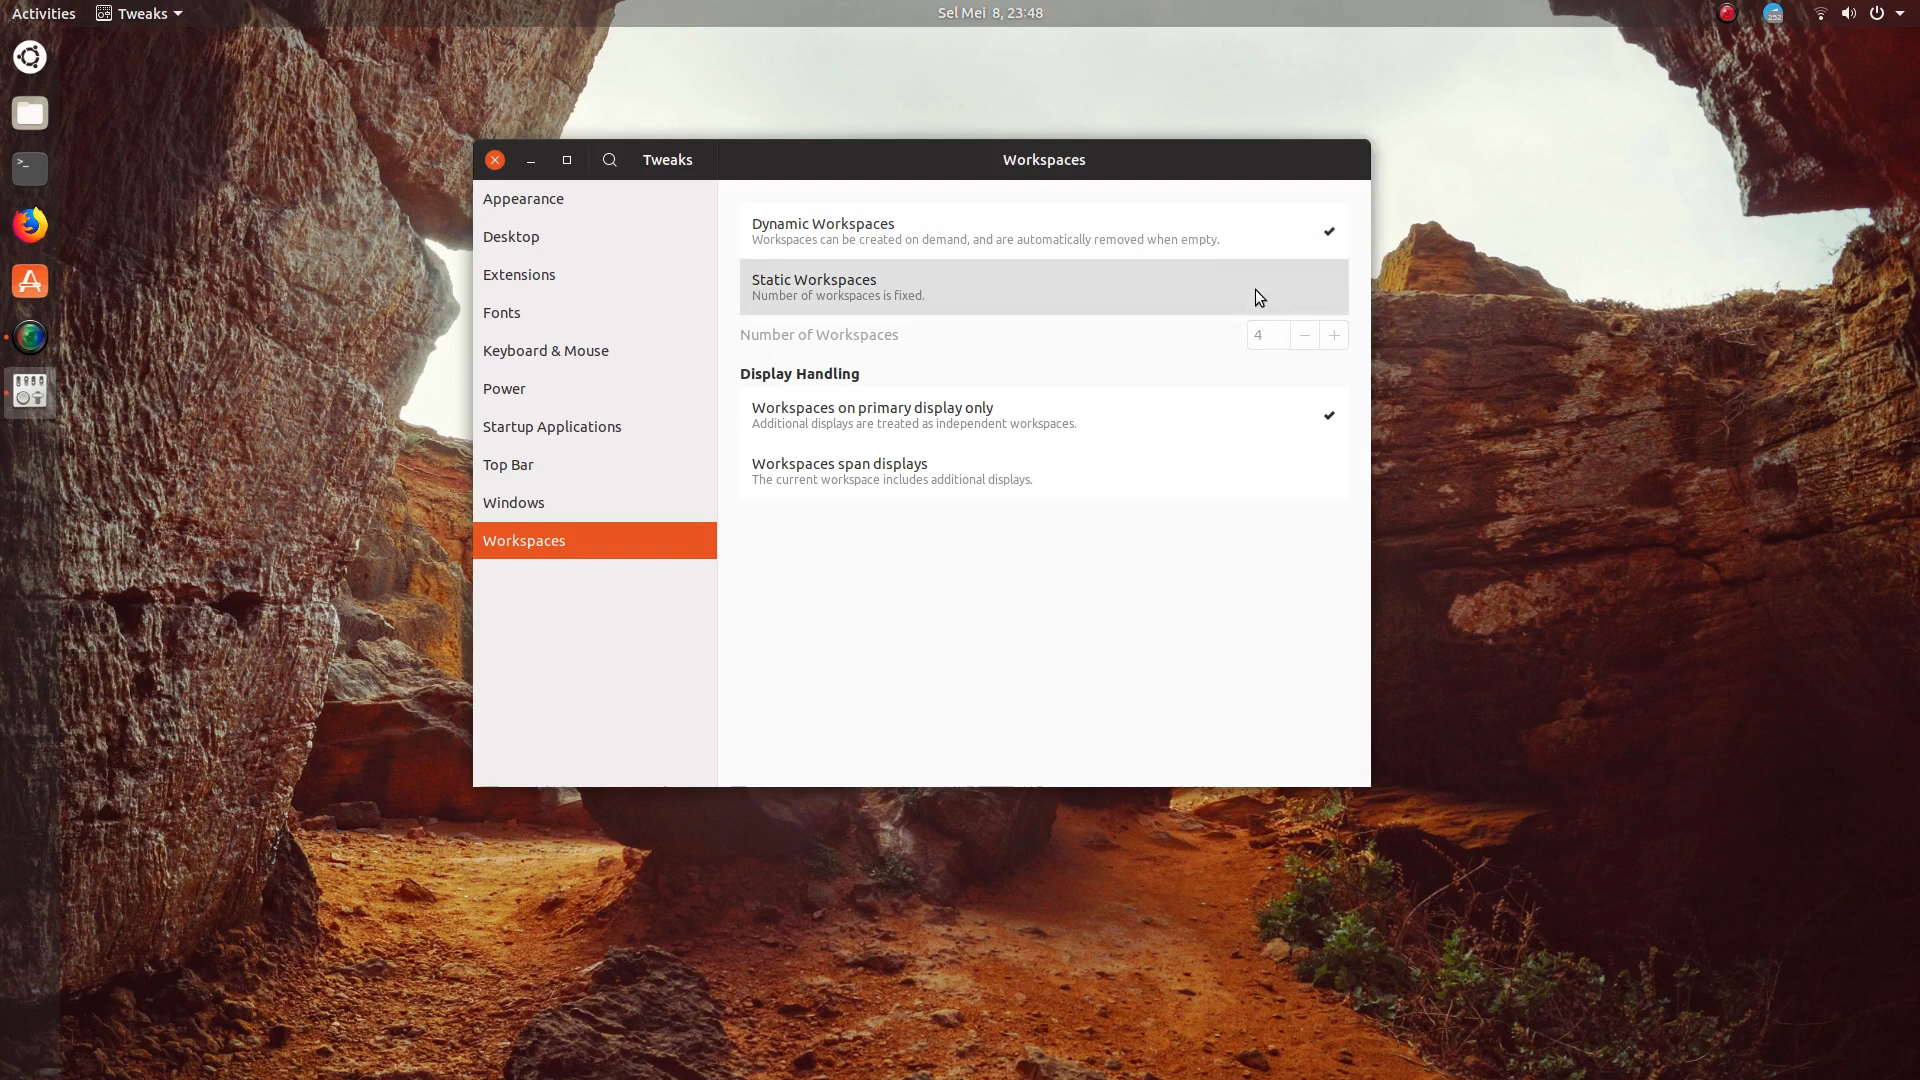 Activities
Tweaks
Sel Mei 8, 23:48
252
Tweaks
Workspaces
Appearance
Desktop
Extensions
Fonts
Keyboard & Mouse
Power
Startup Applications
Top Bar
Windows
Workspaces
Dynamic Workspaces
Workspaces can be created on demand, and are automatically removed when empty.
Static Workspaces
Number of workspaces is fixed.
Number of Workspaces
4
Display Handling
Workspaces on primary display only
Additional displays are treated as independent workspaces.
Workspaces span displays
The current workspace includes additional displays.